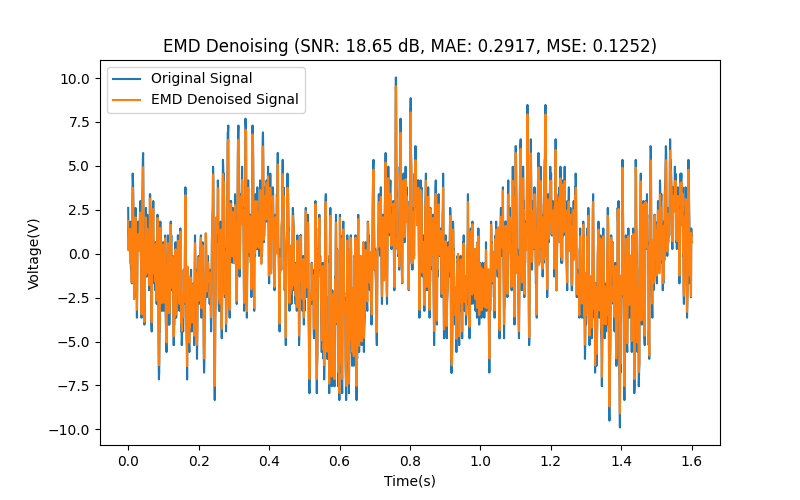 EMD Denoising (SNR: 18.65 dB, MAE: 0.2917, MSE: 0.1252)
Original Signal
EMD Denoised Signal
10.0
7.5
5.0
2.5
0.0
−2.5
−5.0
−7.5
−10.0
Voltage(V)
0.0 0.2 0.4 0.6 0.8 1.0 1.2 1.4 1.6
Time(s)